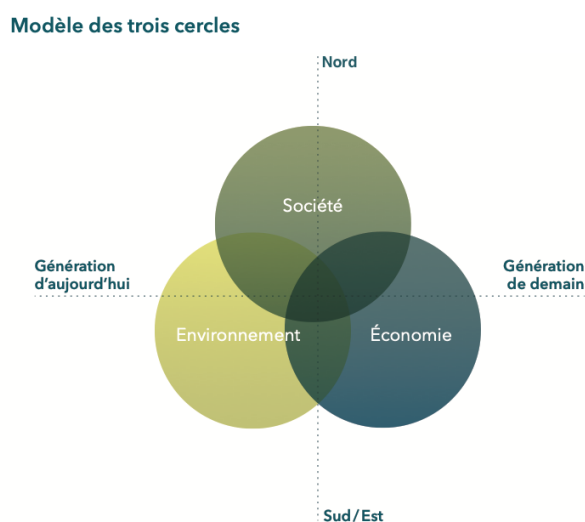 Modèle des trois cercles
Nord
Société
Génération
d'aujourd'hui
Génération
de demain
Environnement
Économie
Sud/Est